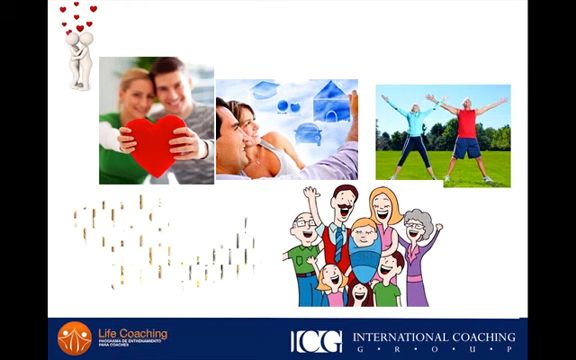 Life Coaching
PROGRAMA DE ENTRENAMIENTO
PARA COACHES
ICG
INTERNATIONAL COACHING
G • R • O • U • P